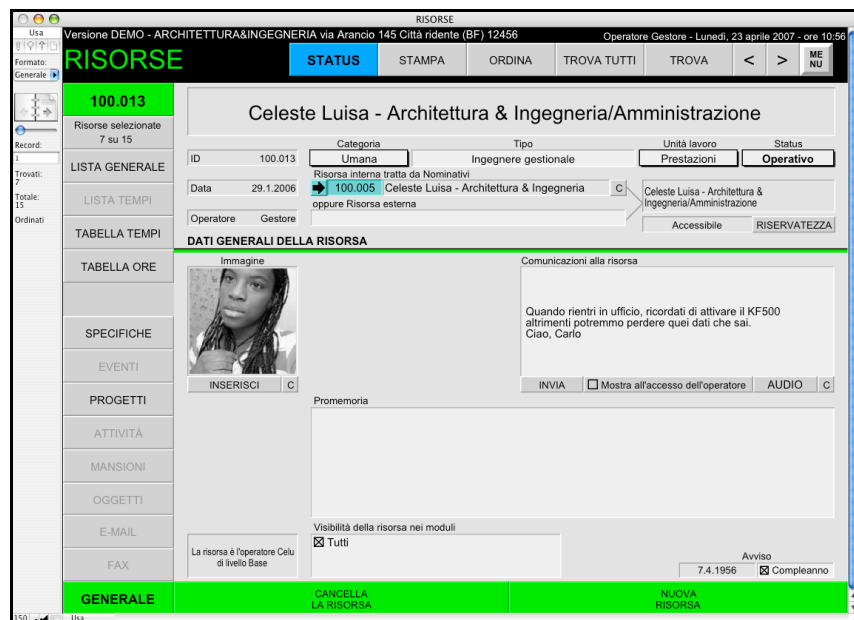 RISORSE
Usa
Versione DEMO - ARCHITETTURA&INGEGNERIA via Arancio 145 Città ridente (BF) 12456
Operatore Gestore - Lunedì, 23 aprile 2007 - ore 10:56
Formato:
Generale
RISORSE
STATUS
STAMPA
ORDINA
TROVA TUTTI
TROVA
<
>
ME
NU
Record:
1
Trovati:
7
Totale:
15
Ordinati
100.013
Risorse selezionate
7 su 15
LISTA GENERALE
LISTA TEMPI
TABELLA TEMPI
TABELLA ORE
SPECIFICHE
EVENTI
PROGETTI
ATTIVITÀ
MANSIONI
OGGETTI
E-MAIL
FAX
GENERALE
Celeste Luisa - Architettura & Ingegneria/Amministrazione
Categoria
Tipo
Unità lavoro
Status
ID 100.013
Umana
Ingegnere gestionale
Prestazioni
Operativo
Risorsa interna tratta da Nominativi
Data 29.1.2006
100.005 Celeste Luisa - Architettura & Ingegneria C
Celeste Luisa - Architettura &
Ingegneria/Amministrazione
oppure Risorsa esterna
Operatore Gestore
Accessibile
RISERVATEZZA
DATI GENERALI DELLA RISORSA
Immagine
Comunicazioni alla risorsa
Quando rientri in ufficio, ricordati di attivare il KF500
altrimenti potremmo perdere quei dati che sai.
Ciao, Carlo
INSERISCI C
INVIA
Mostra all'accesso dell'operatore
AUDIO C
Promemoria
Visibilità della risorsa nei moduli
Tutti
La risorsa è l'operatore Celu
di livello Base
Avviso
7.4.1956 Compleanno
CANCELLA
LA RISORSA
NUOVA
RISORSA
150
Usa